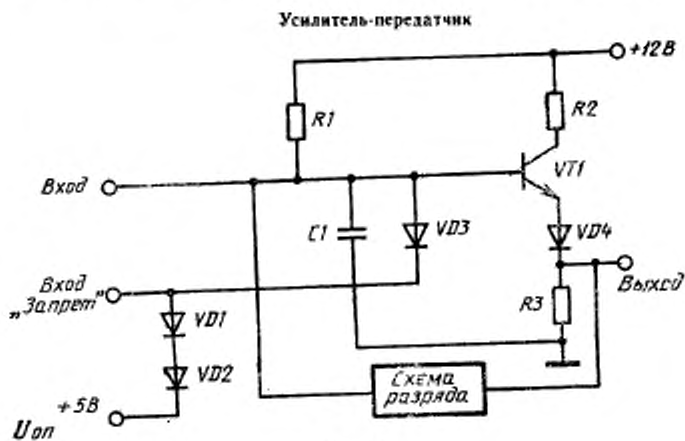 Усилитель-передатчик
+12В
R1
R2
Вход
VT1
C1
VD3
VD4
Вход
„Запрет"
Выход
VD1
R3
VD2
Схема
разряда
Uоп +5В